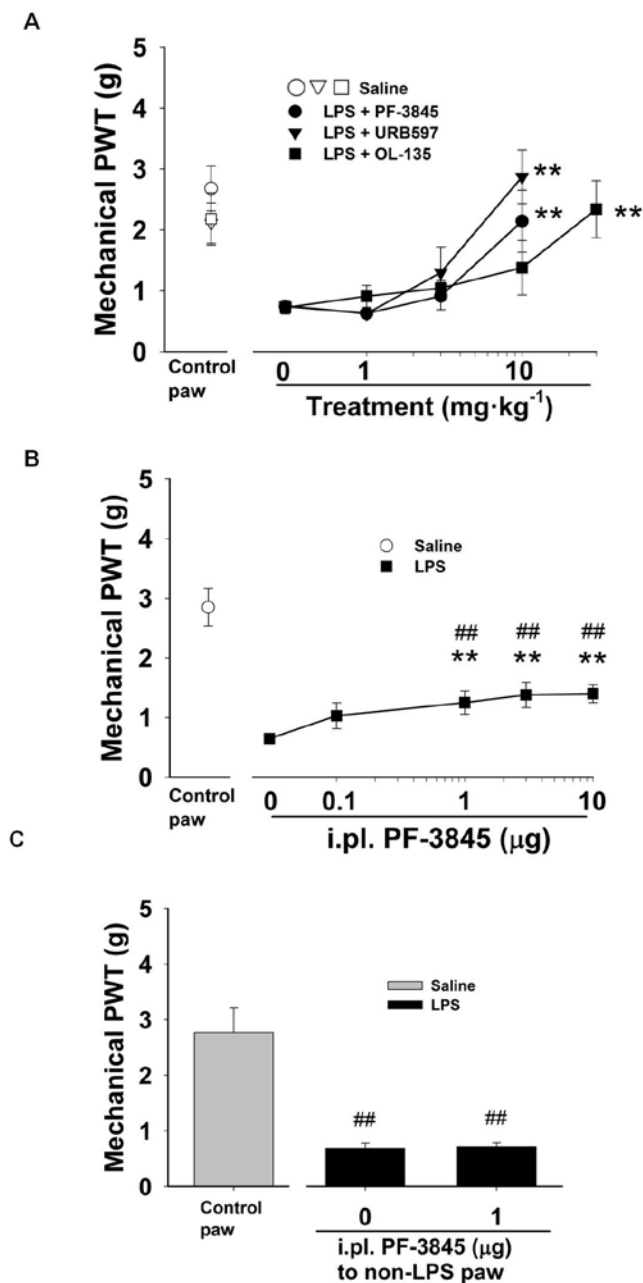 A
Mechanical PWT (g)
5
4
3
2
1
0
Saline
LPS + PF-3845
LPS + URB597
LPS + OL-135
**
**
**
Control
paw
0 1 10
Treatment (mg·kg⁻¹)
B
Mechanical PWT (g)
5
4
3
2
1
0
Saline
LPS
## ## ##
** ** **
Control
paw
0 0.1 1 10
i.pl. PF-3845 (μg)
C
Mechanical PWT (g)
5
4
3
2
1
0
Saline
LPS
## ##
Control
paw
0 1
i.pl. PF-3845 (μg)
to non-LPS paw